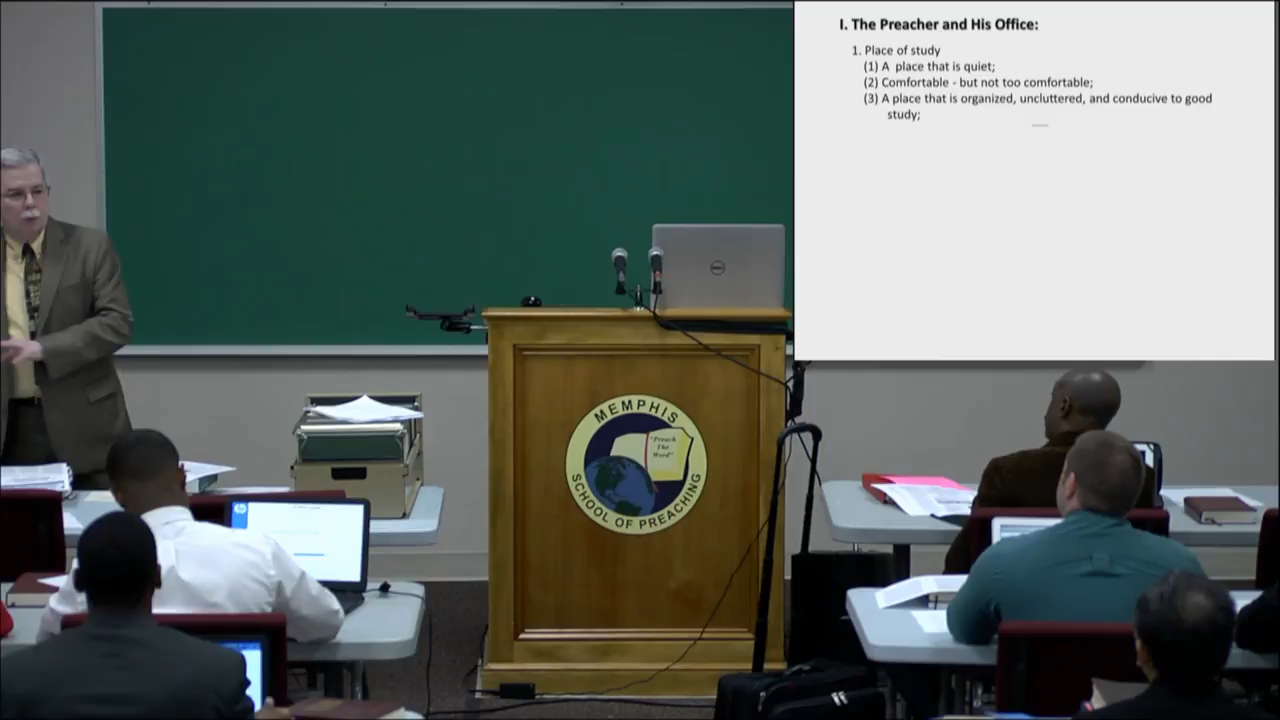 I. The Preacher and His Office:
1. Place of study
(1) A place that is quiet;
(2) Comfortable - but not too comfortable;
(3) A place that is organized, uncluttered, and conducive to good
study;
DELL
MEMPHIS
"Preach
The
Word"
SCHOOL OF PREACHING
hp